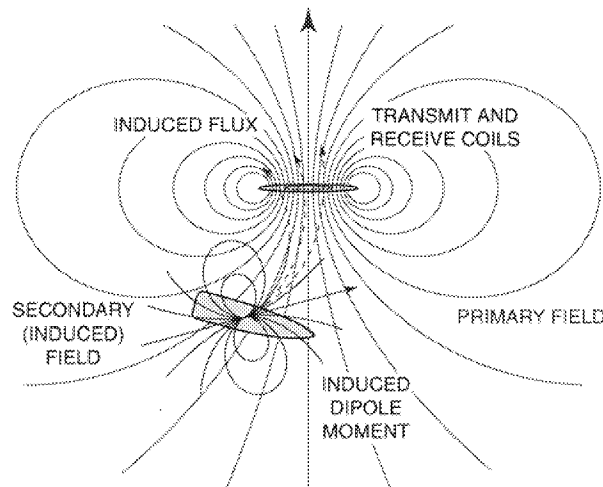 INDUCED FLUX
TRANSMIT AND
RECEIVE COILS
SECONDARY
(INDUCED)
FIELD
PRIMARY FIELD
INDUCED
DIPOLE
MOMENT